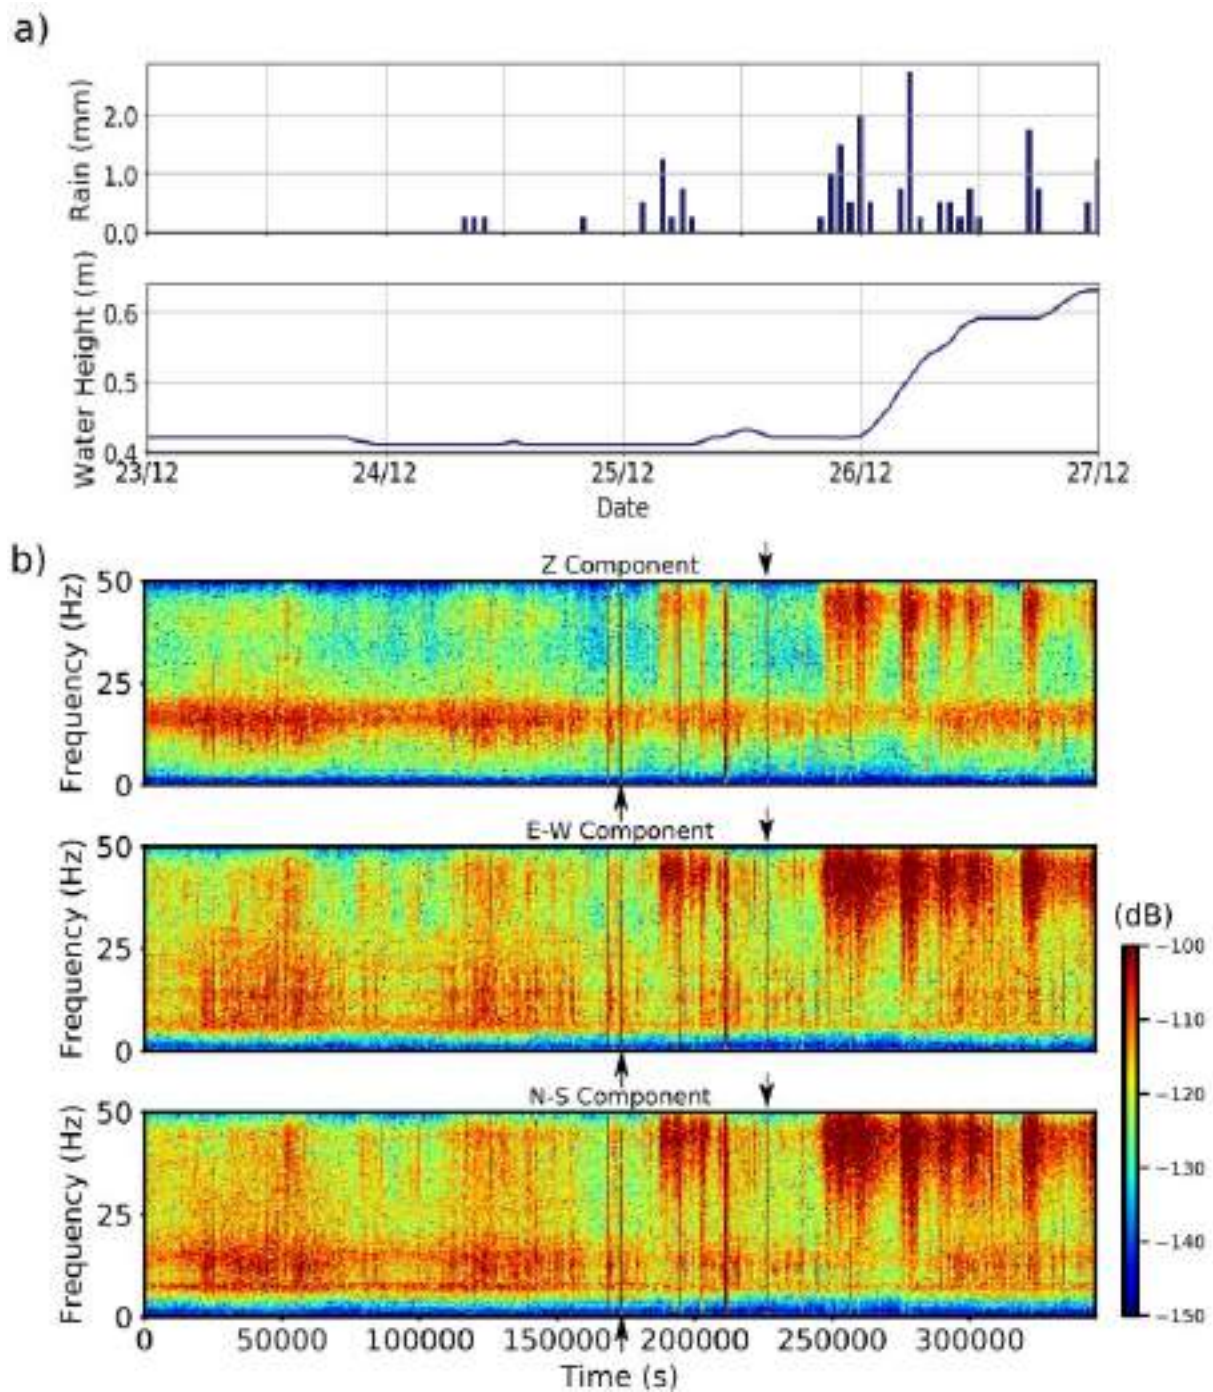 a)
Rain (mm)
2.0
1.0
0.0
Water Height (m)
0.6
0.5
0.4
23/12 24/12 25/12 26/12 27/12
Date
b)
Z Component
Frequency (Hz)
50
25
0
E-W Component
Frequency (Hz)
50
25
0
(dB)
−100
−110
−120
−130
−140
−150
N-S Component
Frequency (Hz)
50
25
0
0 50000 100000 150000 200000 250000 300000
Time (s)